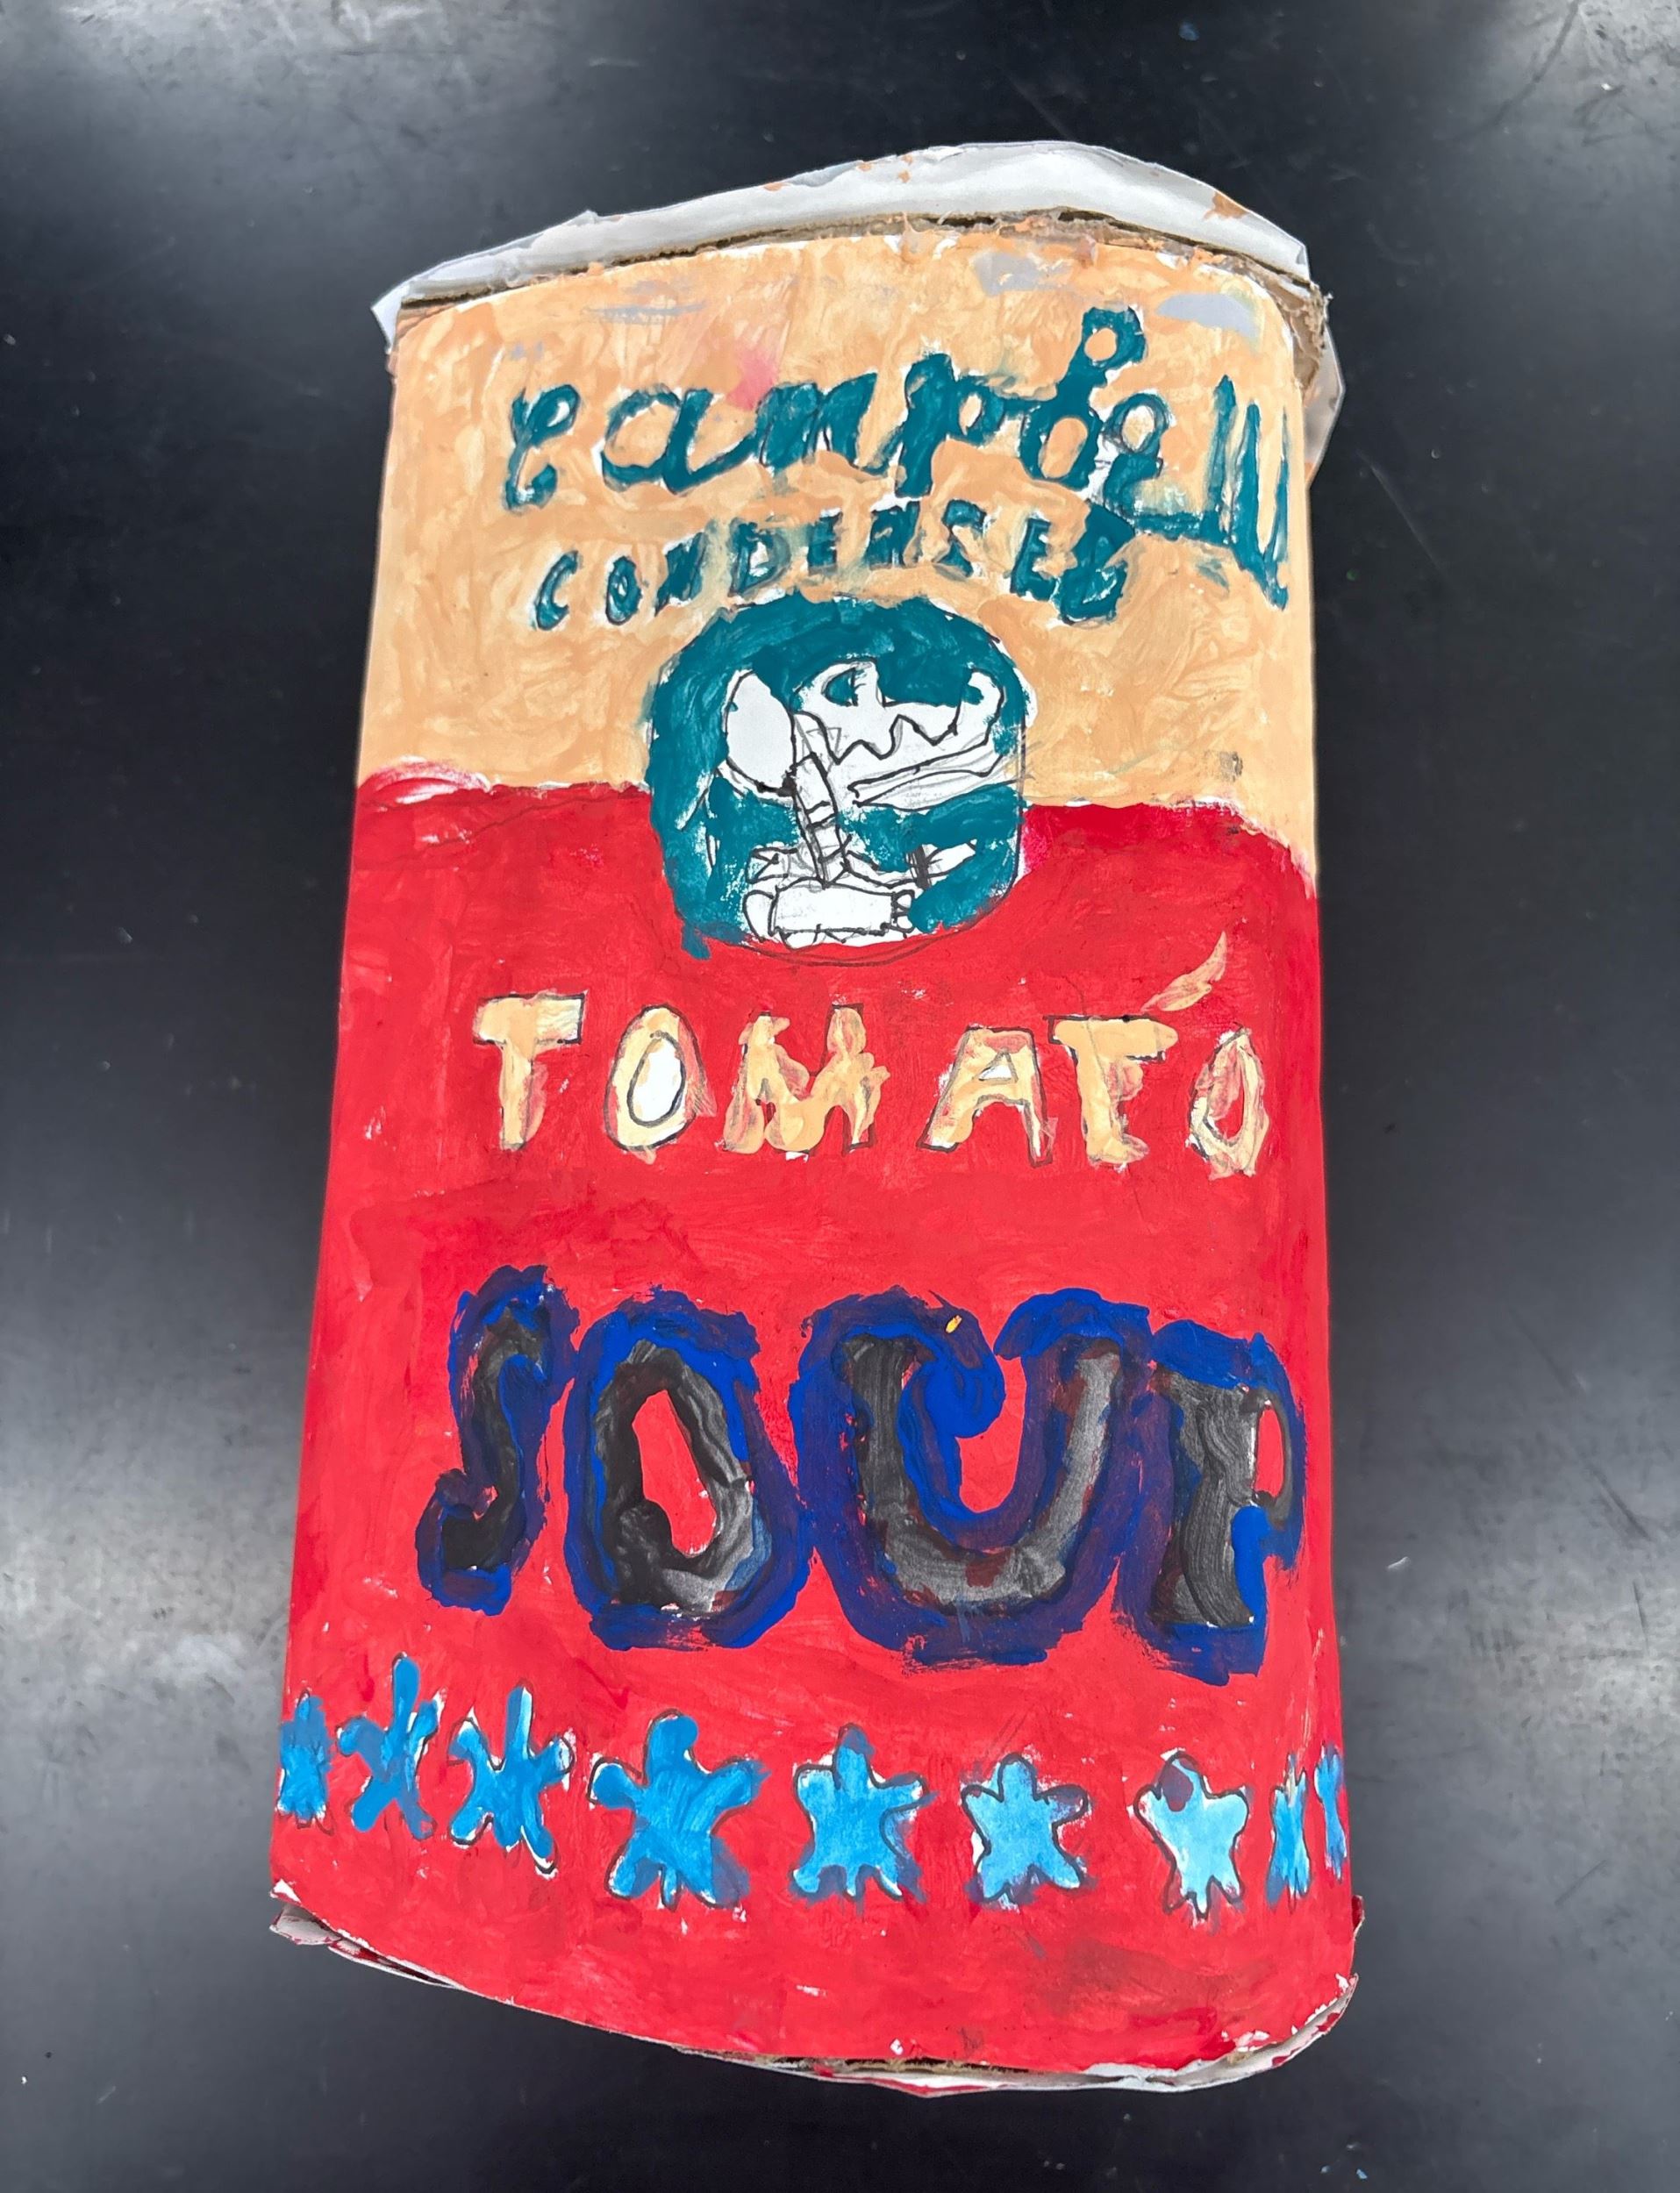 Campbell
CONDENSED
TOMATO
SOUP